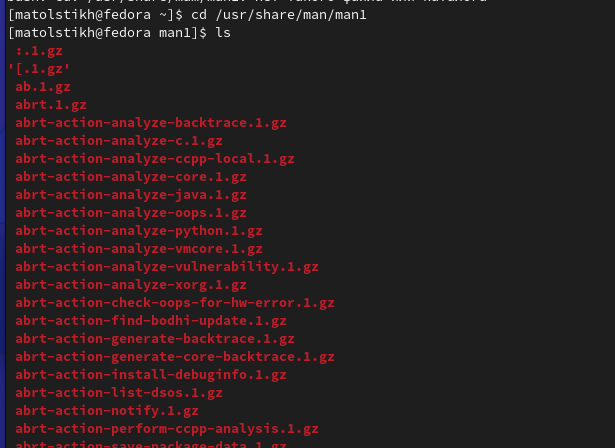 [matolstikh@fedora ~]$ cd /usr/share/man/man1
[matolstikh@fedora man1]$ ls
:.1.gz
'[.1.gz'
ab.1.gz
abrt.1.gz
abrt-action-analyze-backtrace.1.gz
abrt-action-analyze-c.1.gz
abrt-action-analyze-ccpp-local.1.gz
abrt-action-analyze-core.1.gz
abrt-action-analyze-java.1.gz
abrt-action-analyze-oops.1.gz
abrt-action-analyze-python.1.gz
abrt-action-analyze-vmcore.1.gz
abrt-action-analyze-vulnerability.1.gz
abrt-action-analyze-xorg.1.gz
abrt-action-check-oops-for-hw-error.1.gz
abrt-action-find-bodhi-update.1.gz
abrt-action-generate-backtrace.1.gz
abrt-action-generate-core-backtrace.1.gz
abrt-action-install-debuginfo.1.gz
abrt-action-list-dsos.1.gz
abrt-action-notify.1.gz
abrt-action-perform-ccpp-analysis.1.gz
abrt-action-save-package-data.1.gz